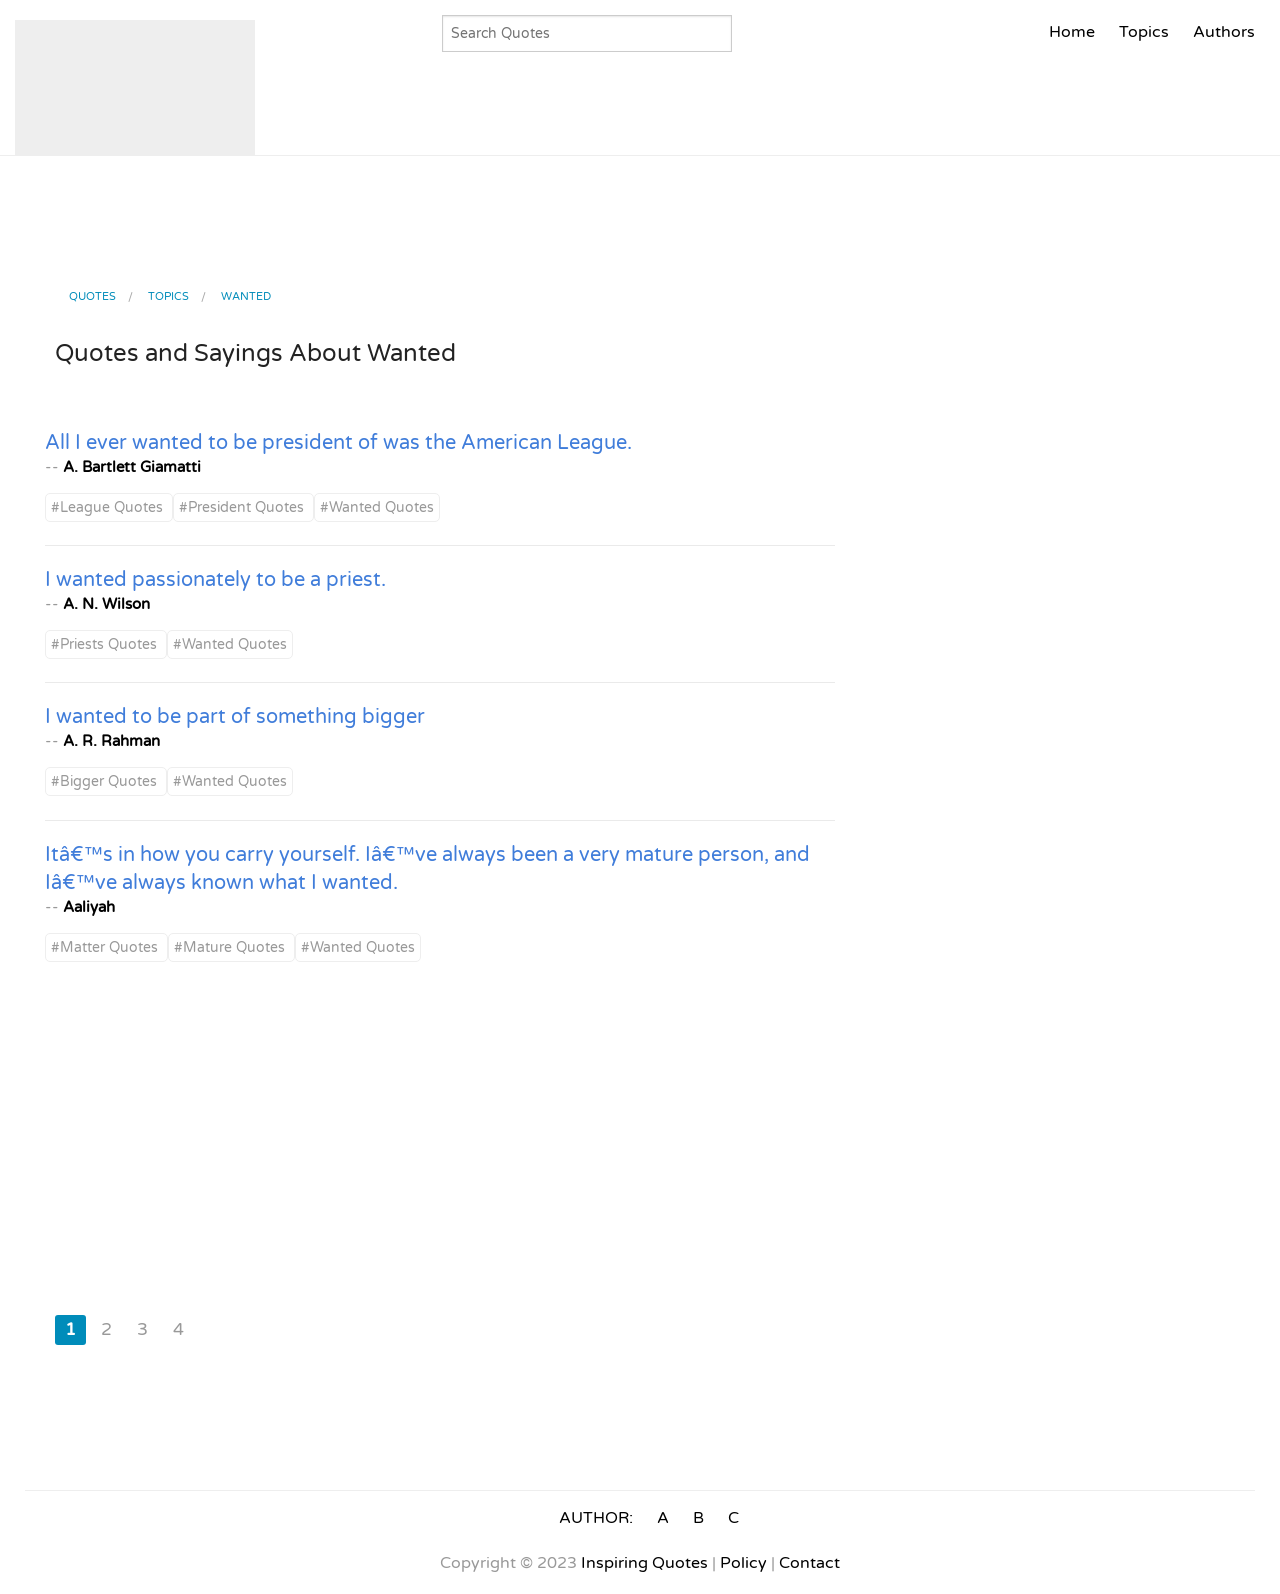 Search Quotes
Home Topics Authors
QUOTES / TOPICS / WANTED
Quotes and Sayings About Wanted
All I ever wanted to be president of was the American League.
-- A. Bartlett Giamatti
#League Quotes #President Quotes #Wanted Quotes
I wanted passionately to be a priest.
-- A. N. Wilson
#Priests Quotes #Wanted Quotes
I wanted to be part of something bigger
-- A. R. Rahman
#Bigger Quotes #Wanted Quotes
Itâ€™s in how you carry yourself. Iâ€™ve always been a very mature person, and
Iâ€™ve always known what I wanted.
-- Aaliyah
#Matter Quotes #Mature Quotes #Wanted Quotes
1 2 3 4
AUTHOR: A B C
Copyright © 2023 Inspiring Quotes | Policy | Contact